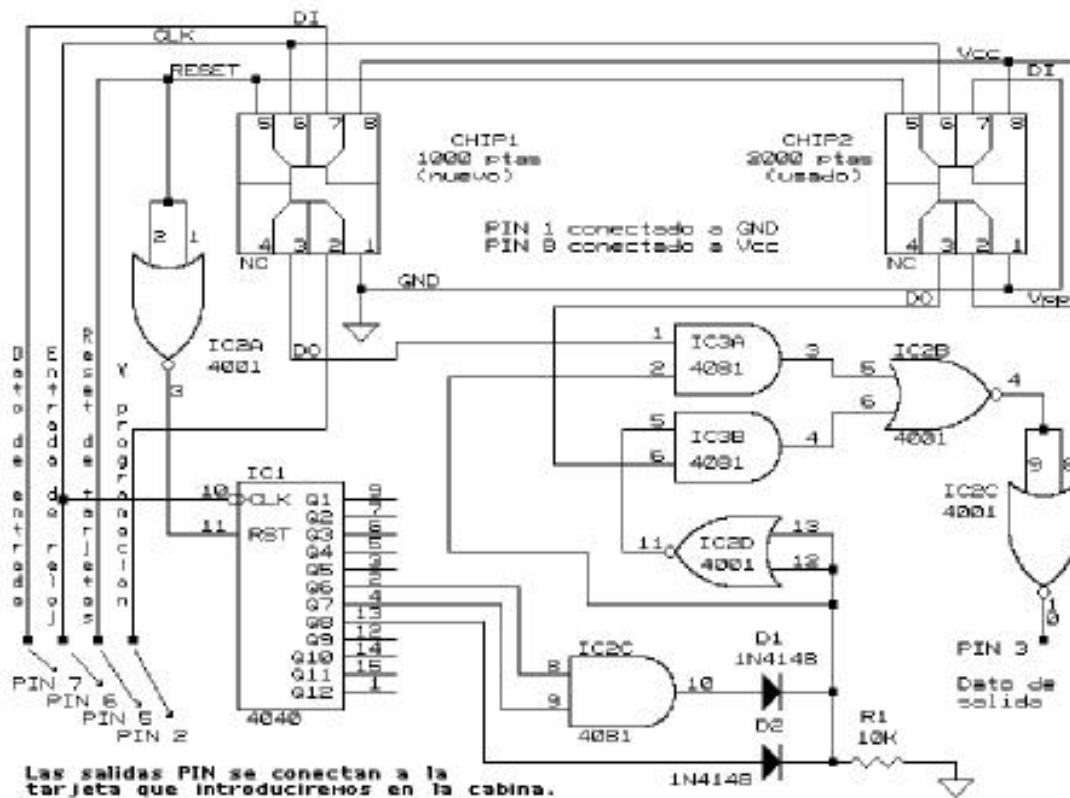 DI
CLK
RESET
Vcc
DI
5 6 7 8
CHIP1
1000 ptas
(nuevo)
CHIP2
2000 ptas
(usado)
5 6 7 8
4 3 2 1
NC
PIN 1 conectado a GND
PIN 8 conectado a Vcc
4 3 2 1
NC
GND
DO
Vpp
2 1
IC2A
4001
3
DO
1
2
IC3A
4081
3
IC2B
5
6
4
4001
5
6
IC3B
4081
4
9 8
IC2C
4001
10
Dato de entrada
Entrada de reloj
Reset de tarjetas
Y programacion
IC1
10
CLK
11
RST
Q1
Q2
Q3
Q4
Q5
Q6
Q7
Q8
Q9
Q10
Q11
Q12
4
13
12
14
15
1
4040
11
IC2D
4001
13
12
IC2C
8
9
10
4081
D1
1N4148
D2
1N4148
R1
10K
PIN 3
Dato de
salida
PIN 7
PIN 6
PIN 5
PIN 2
Las salidas PIN se conectan a la
tarjeta que introduciremos en la cabina.